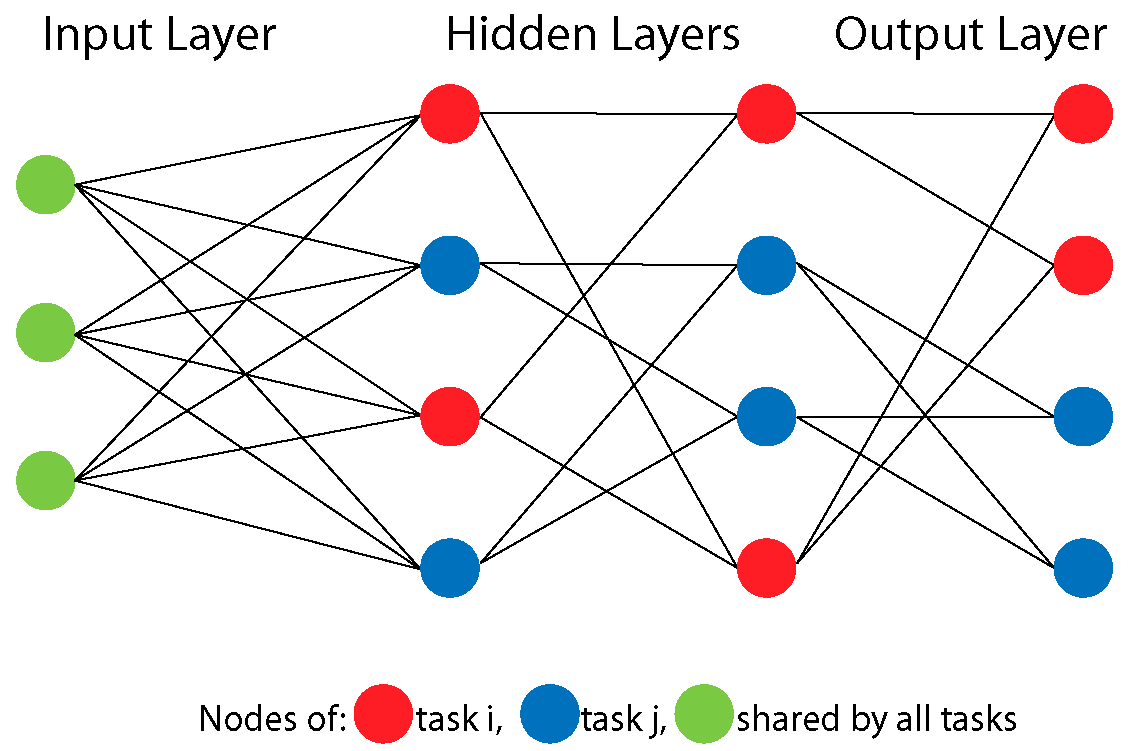 Input Layer Hidden Layers Output Layer
Nodes of: task i, task j, shared by all tasks